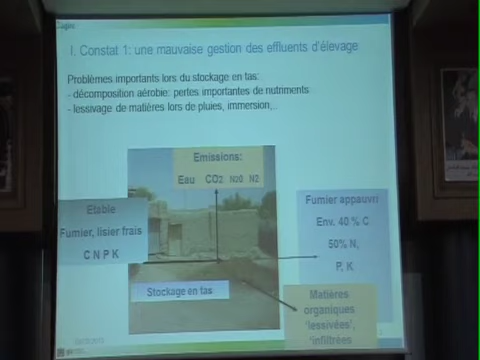 I. Constat 1: une mauvaise gestion des effluents d'élevage
Problèmes importants lors du stockage en tas:
- décomposition aérobie: pertes importantes de nutriments
- lessivage de matières lors de pluies, immersion,..
Emissions:
Eau CO2 N20 N2
Etable
Fumier, lisier frais
C N P K
Fumier appauvri
Env. 40 % C
50% N,
P, K
Stockage en tas
Matières
organiques
'lessivées',
'infiltrées